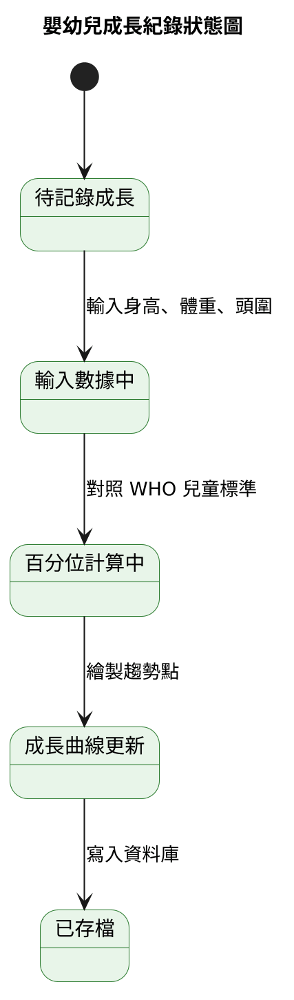 嬰幼兒成長紀錄狀態圖
待記錄成長
輸入身高、體重、頭圍
輸入數據中
對照 WHO 兒童標準
百分位計算中
繪製趨勢點
成長曲線更新
寫入資料庫
已存檔